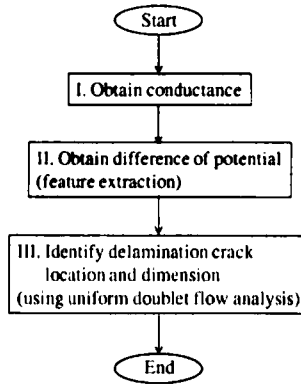 Start
I. Obtain conductance
II. Obtain difference of potential
(feature extraction)
III. Identify delamination crack
location and dimension
(using uniform doublet flow analysis)
End